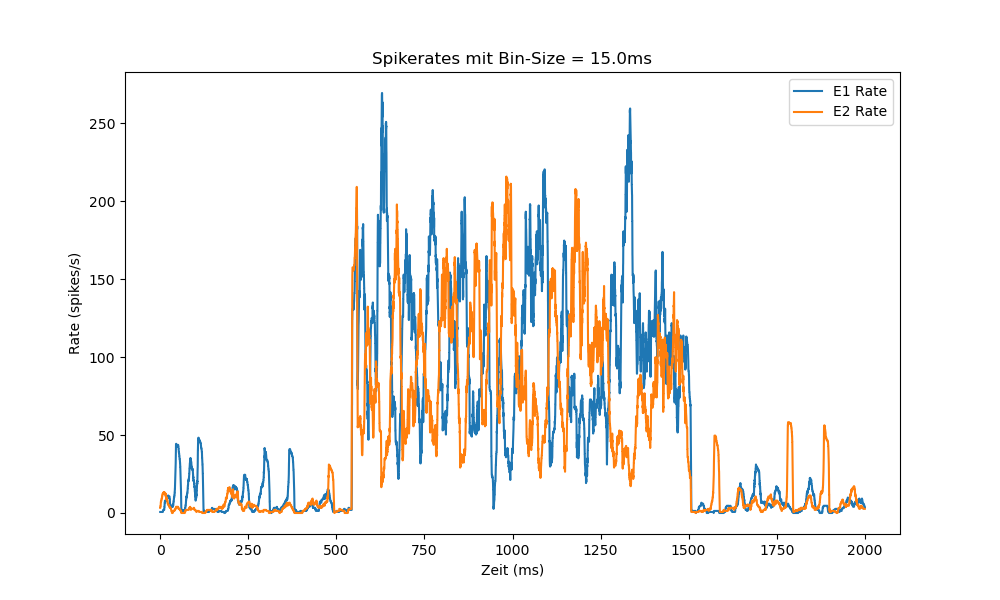 Spikerates mit Bin-Size = 15.0ms
E1 Rate
E2 Rate
250
200
150
100
50
0
Rate (spikes/s)
0 250 500 750 1000 1250 1500 1750 2000
Zeit (ms)